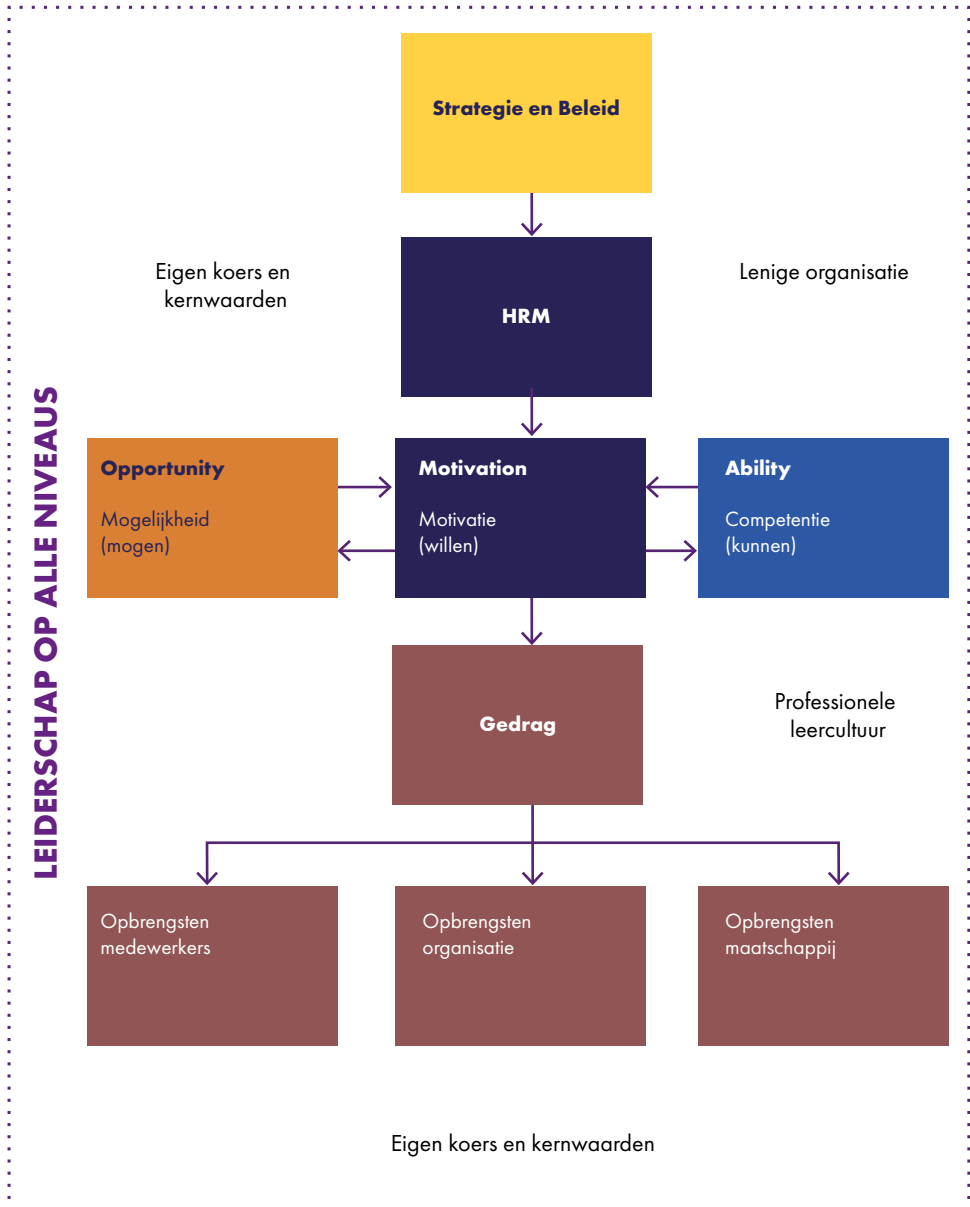 Strategie en Beleid
Eigen koers en
kernwaarden
Lenige organisatie
HRM
LEIDERSCHAP OP ALLE NIVEAUS
Opportunity
Mogelijkheid
(mogen)
Motivation
Motivatie
(willen)
Ability
Competentie
(kunnen)
Gedrag
Professionele
leercultuur
Opbrengsten
medewerkers
Opbrengsten
organisatie
Opbrengsten
maatschappij
Eigen koers en kernwaarden